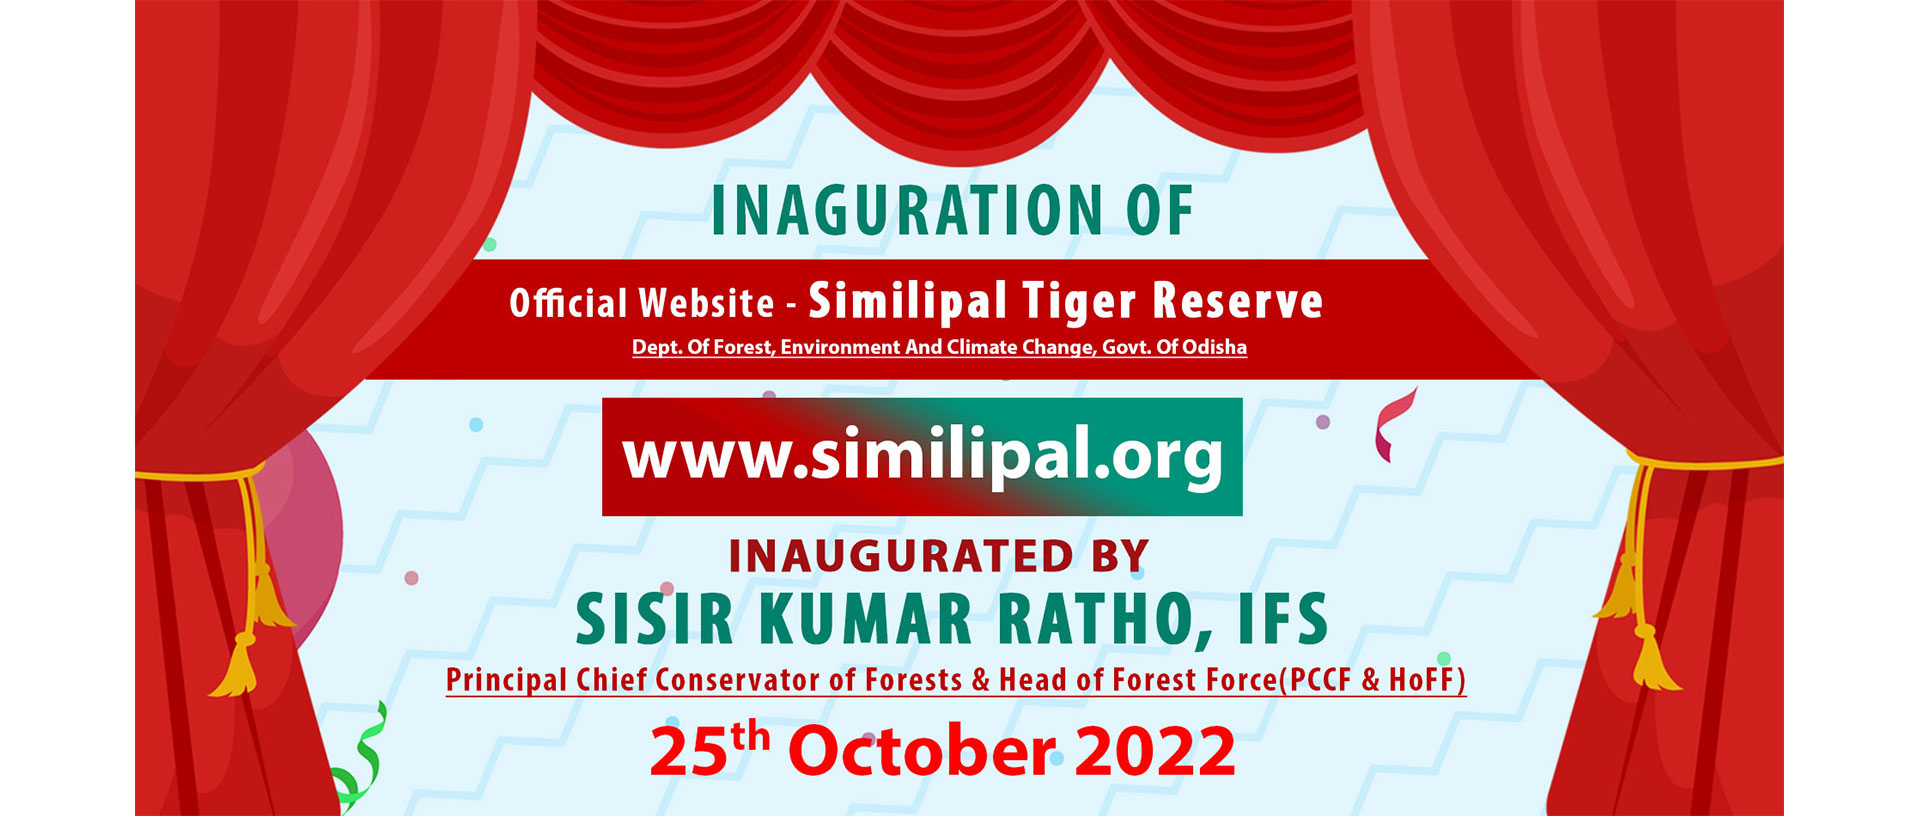 INAGURATION OF
Official Website - Similipal Tiger Reserve
Dept. Of Forest, Environment And Climate Change, Govt. Of Odisha
www.similipal.org
INAUGURATED BY
SISIR KUMAR RATHO, IFS
Principal Chief Conservator of Forests & Head of Forest Force(PCCF & HoFF)
25th October 2022